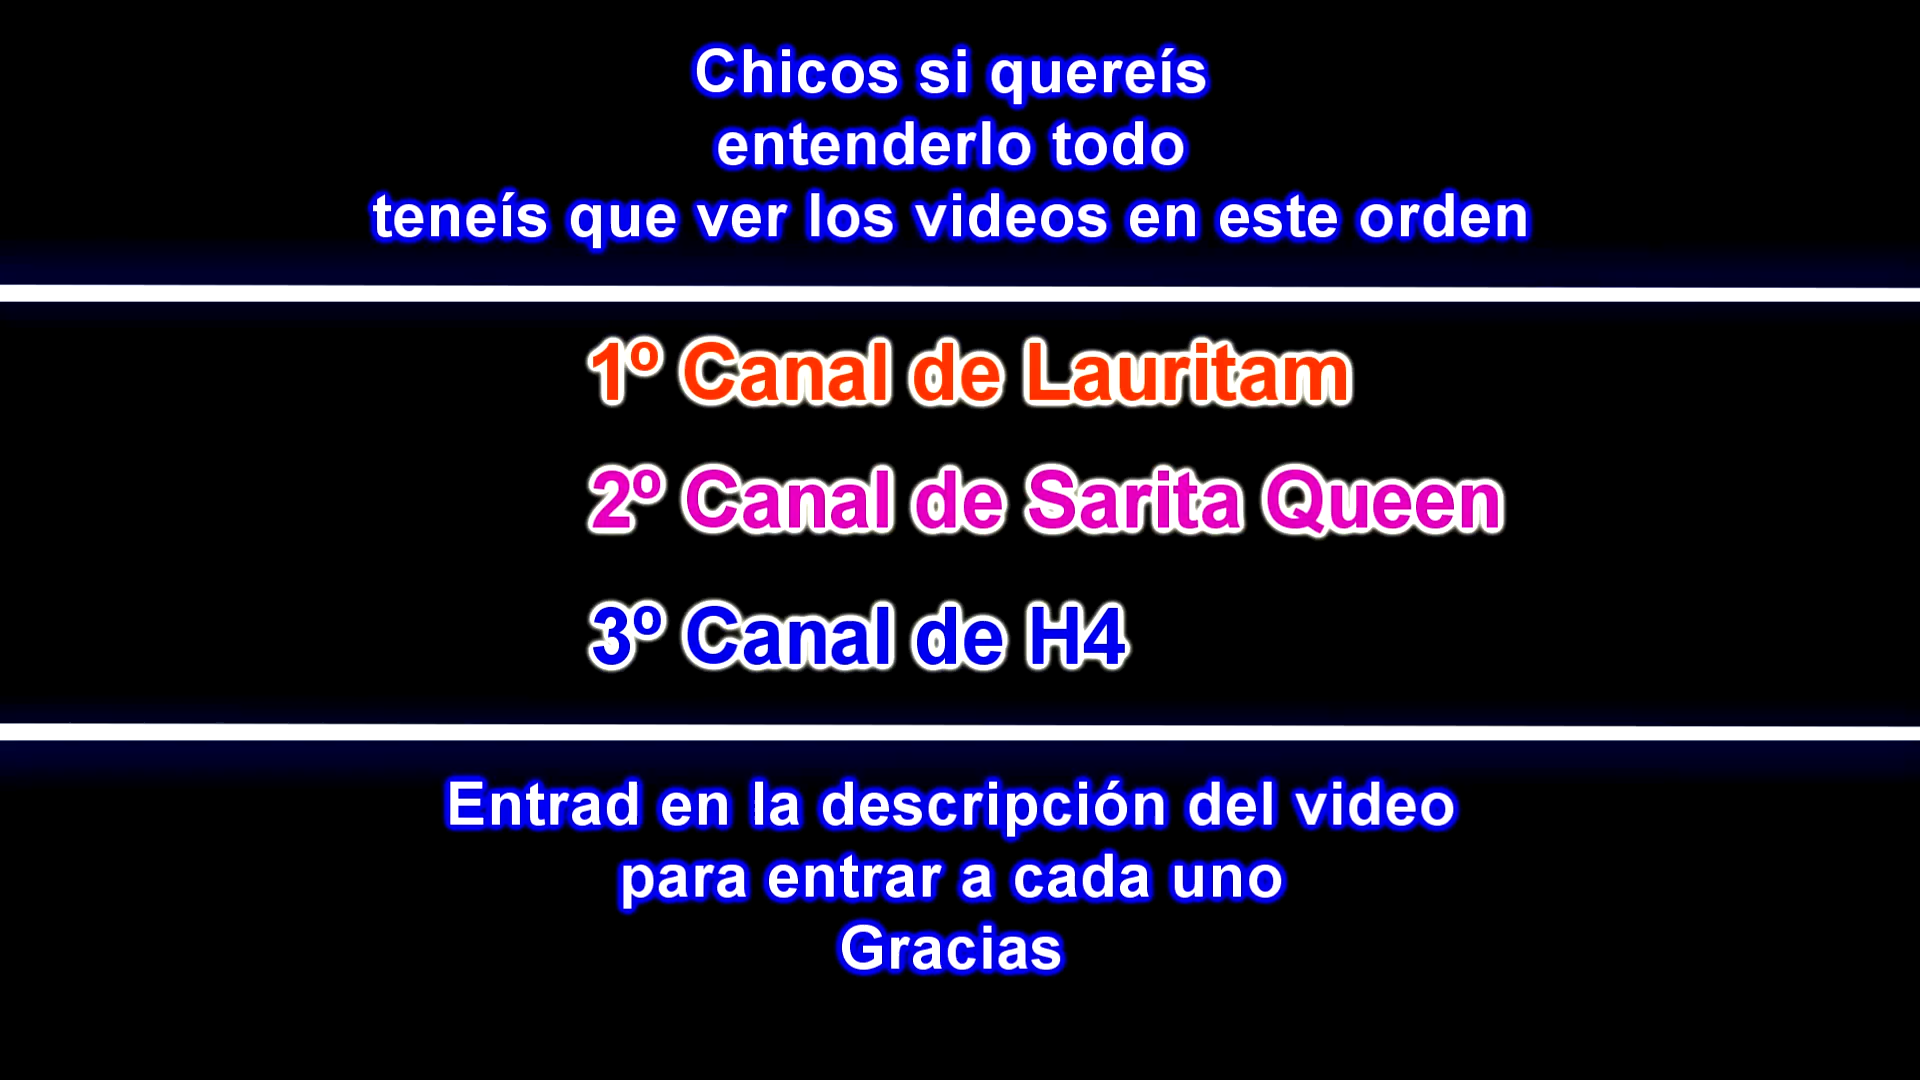 Chicos si quereís
entenderlo todo
teneís que ver los videos en este orden
1º Canal de Lauritam
2º Canal de Sarita Queen
3º Canal de H4
Entrad en la descripción del video
para entrar a cada uno
Gracias